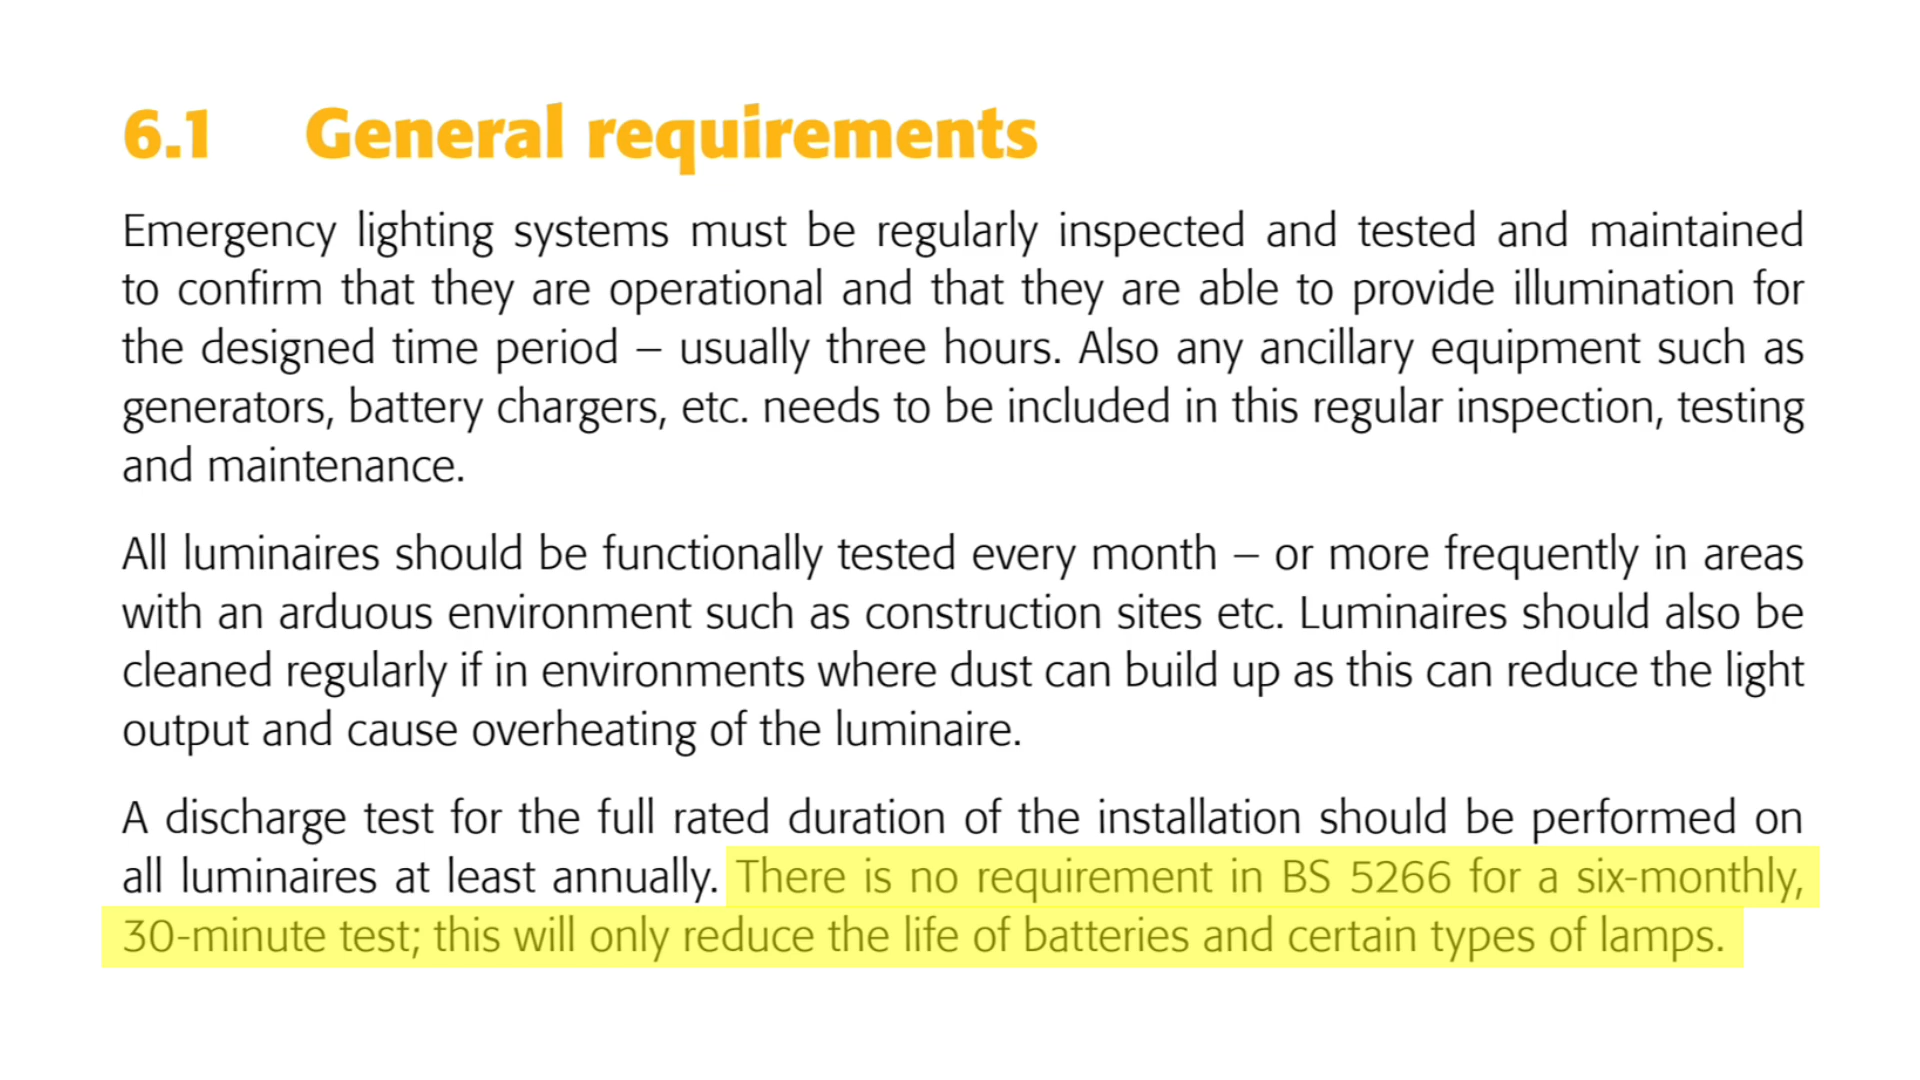 6.1 General requirements
Emergency lighting systems must be regularly inspected and tested and maintained
to confirm that they are operational and that they are able to provide illumination for
the designed time period – usually three hours. Also any ancillary equipment such as
generators, battery chargers, etc. needs to be included in this regular inspection, testing
and maintenance.
All luminaires should be functionally tested every month – or more frequently in areas
with an arduous environment such as construction sites etc. Luminaires should also be
cleaned regularly if in environments where dust can build up as this can reduce the light
output and cause overheating of the luminaire.
A discharge test for the full rated duration of the installation should be performed on
all luminaires at least annually. There is no requirement in BS 5266 for a six-monthly,
30-minute test; this will only reduce the life of batteries and certain types of lamps.